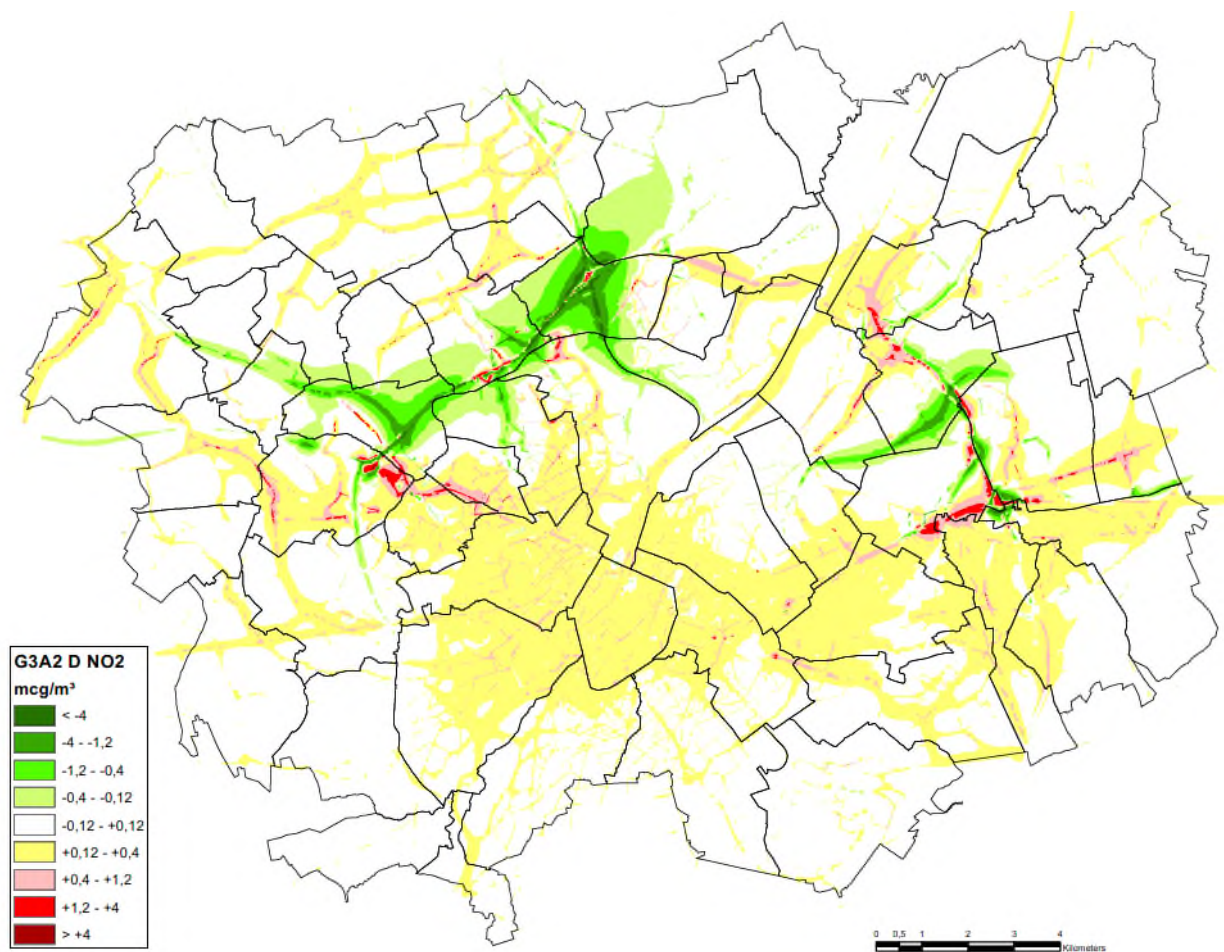 G3A2 D NO2
mcg/m³
< -4
-4 - -1,2
-1,2 - -0,4
-0,4 - -0,12
-0,12 - +0,12
+0,12 - +0,4
+0,4 - +1,2
+1,2 - +4
> +4
0 0,5 1 2 3 4
Kilometers